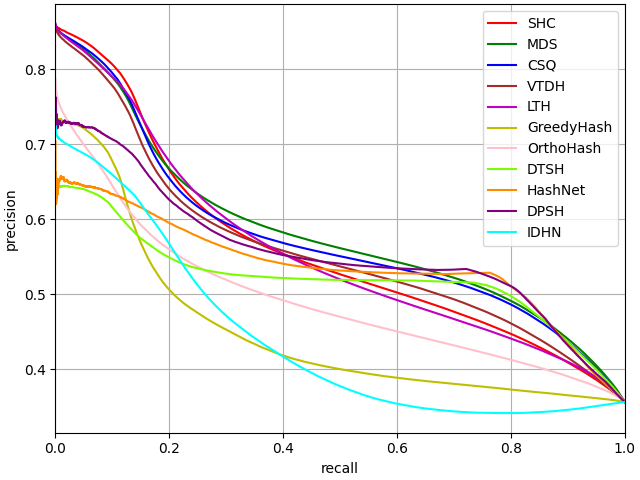 SHC
MDS
CSQ
VTDH
LTH
GreedyHash
OrthoHash
DTSH
HashNet
DPSH
IDHN
0.8
0.7
0.6
0.5
0.4
precision
0.0 0.2 0.4 0.6 0.8 1.0
recall